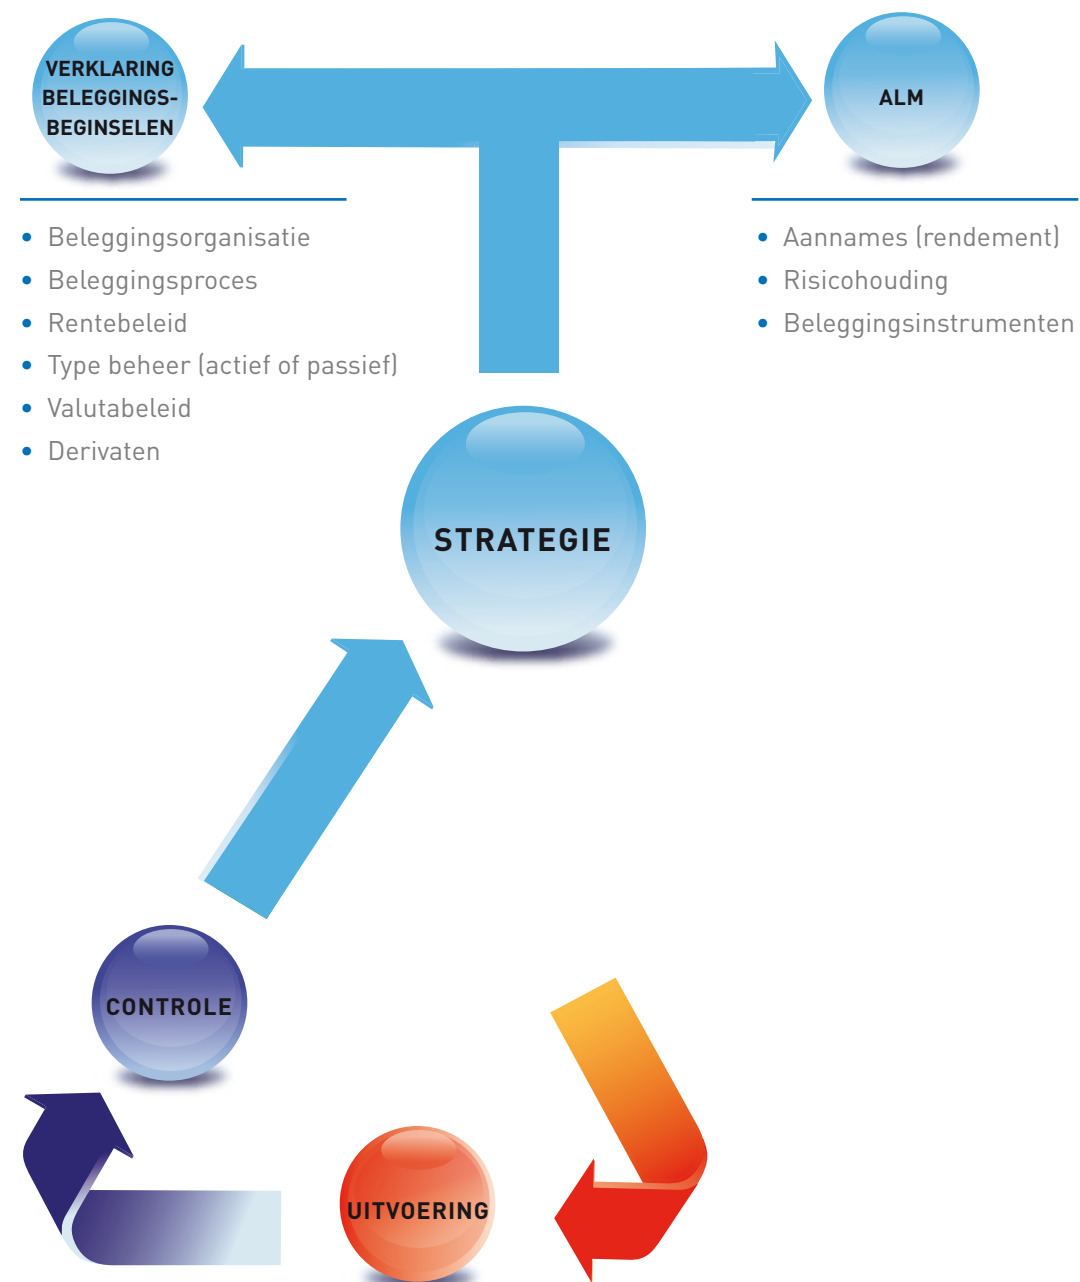 VERKLARING
BELEGGINGS-
BEGINSELEN
• Beleggingsorganisatie
• Beleggingsproces
• Rentebeleid
• Type beheer (actief of passief)
• Valutabeleid
• Derivaten
ALM
• Aannames (rendement)
• Risicohouding
• Beleggingsinstrumenten
STRATEGIE
CONTROLE
UITVOERING